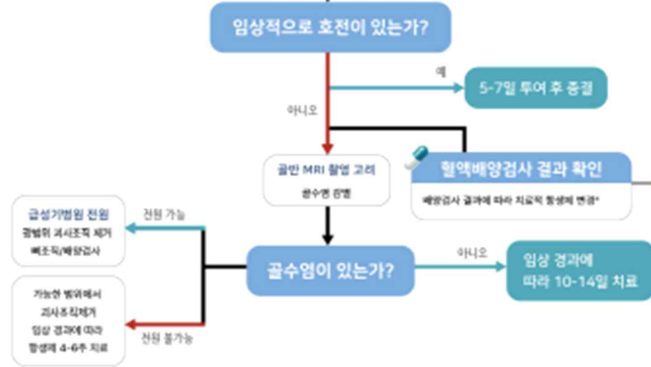 임상적으로 호전이 있는가?
예
5-7일 투여 후 종결
아니오
골반 MRI 촬영 고려
골수염 감별
혈액배양검사 결과 확인
배양검사 결과에 따라 치료적 항생제 변경*
급성기병원 전원
광범위 괴사조직 제거
뼈조직/배양검사
전원 가능
골수염이 있는가?
아니오
임상 경과에
따라 10-14일 치료
가능한 범위에서
괴사조직제거
임상 경과에 따라
항생제 4-6주 치료
전원 불가능